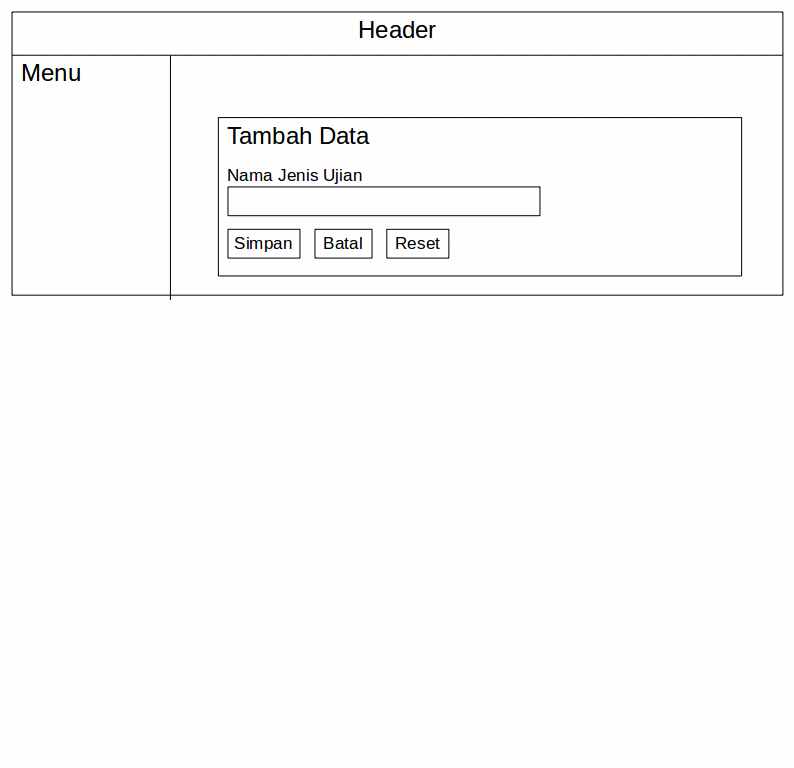 Header
Menu
Tambah Data
Nama Jenis Ujian
Simpan Batal Reset